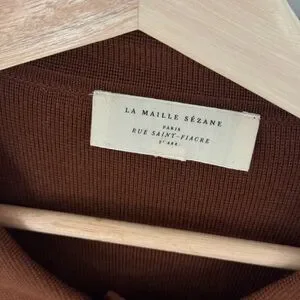 LA MAILLE SÉZANE
PARIS
RUE SAINT-FIACRE
2ᵉ ARR.